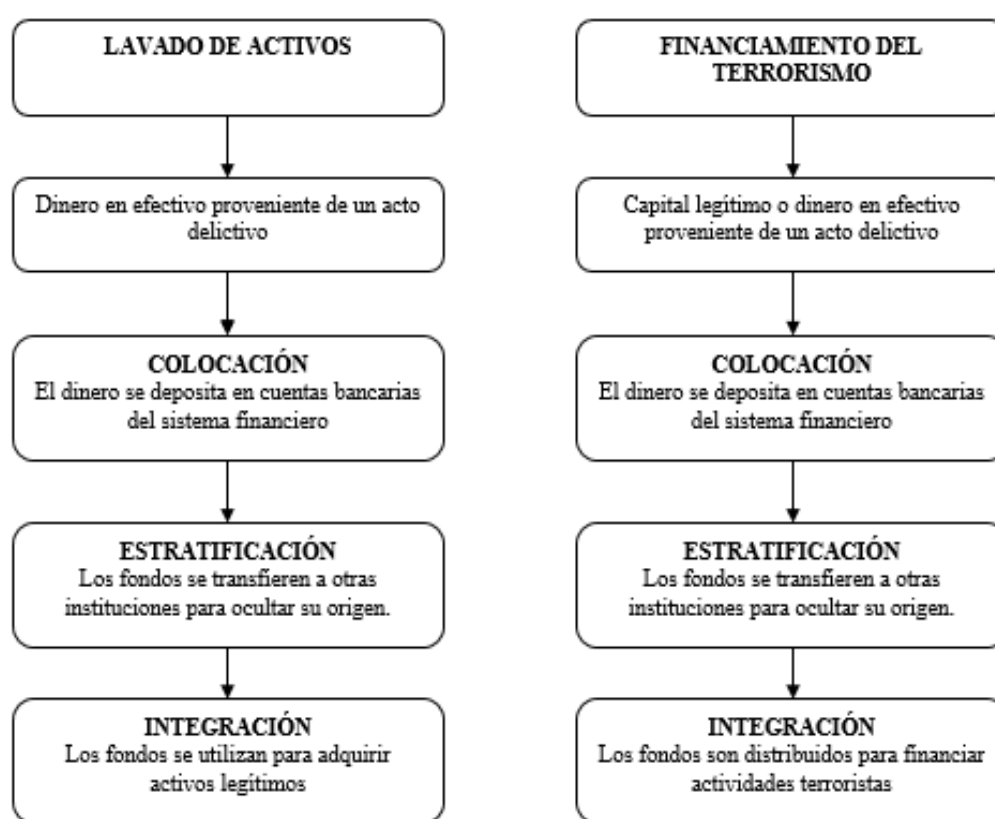 LAVADO DE ACTIVOS
Dinero en efectivo proveniente de un acto
delictivo
COLOCACIÓN
El dinero se deposita en cuentas bancarias
del sistema financiero
ESTRATIFICACIÓN
Los fondos se transfieren a otras
instituciones para ocultar su origen.
INTEGRACIÓN
Los fondos se utilizan para adquirir
activos legítimos
FINANCIAMIENTO DEL
TERRORISMO
Capital legítimo o dinero en efectivo
proveniente de un acto delictivo
COLOCACIÓN
El dinero se deposita en cuentas bancarias
del sistema financiero
ESTRATIFICACIÓN
Los fondos se transfieren a otras
instituciones para ocultar su origen.
INTEGRACIÓN
Los fondos son distribuidos para financiar
actividades terroristas